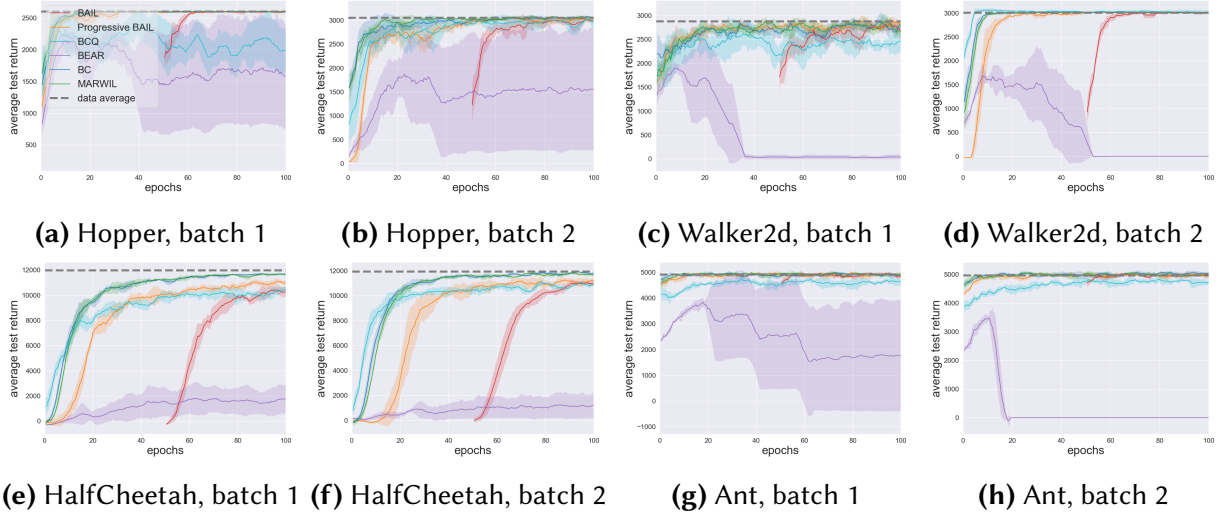 average test return
2500
2000
1500
1000
500
BAIL
Progressive BAIL
BCQ
BEAR
BC
MARWIL
data average
0 20 40 60 80 100
epochs
average test return
3000
2500
2000
1500
1000
500
0
0 20 40 60 80 100
epochs
average test return
3000
2500
2000
1500
1000
500
0
0 20 40 60 80 100
epochs
average test return
3000
2500
2000
1500
1000
500
0
0 20 40 60 80 100
epochs
(a) Hopper, batch 1
(b) Hopper, batch 2
(c) Walker2d, batch 1
(d) Walker2d, batch 2
average test return
12000
10000
8000
6000
4000
2000
0
0 20 40 60 80 100
epochs
average test return
12000
10000
8000
6000
4000
2000
0
0 20 40 60 80 100
epochs
average test return
5000
4000
3000
2000
1000
0
−1000
0 20 40 60 80 100
epochs
average test return
5000
4000
3000
2000
1000
0
0 20 40 60 80 100
epochs
(e) HalfCheetah, batch 1
(f) HalfCheetah, batch 2
(g) Ant, batch 1
(h) Ant, batch 2